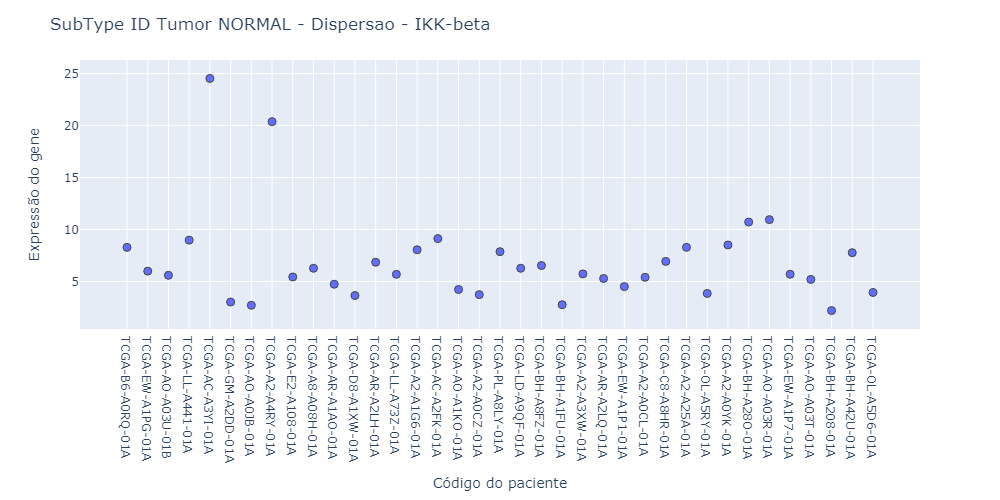 SubType ID Tumor NORMAL - Dispersao - IKK-beta
Expressão do gene
25
20
15
10
5
TCGA-B6-A0RQ-01A
TCGA-EW-A1PG-01A
TCGA-AO-A03U-01B
TCGA-LL-A441-01A
TCGA-AC-A3YI-01A
TCGA-GM-A2DD-01A
TCGA-AO-A0JB-01A
TCGA-A2-A4RY-01A
TCGA-E2-A108-01A
TCGA-A8-A08H-01A
TCGA-AR-A1AO-01A
TCGA-D8-A1XW-01A
TCGA-AR-A2LH-01A
TCGA-LL-A73Z-01A
TCGA-A2-A1G6-01A
TCGA-AC-A2FK-01A
TCGA-AO-A1KO-01A
TCGA-A2-A0CZ-01A
TCGA-PL-A8LY-01A
TCGA-LD-A9QF-01A
TCGA-BH-A8FZ-01A
TCGA-BH-A1FU-01A
TCGA-A2-A3XW-01A
TCGA-AR-A2LQ-01A
TCGA-EW-A1P1-01A
TCGA-A2-A0CL-01A
TCGA-C8-A8HR-01A
TCGA-A2-A25A-01A
TCGA-OL-A5RY-01A
TCGA-A2-A0YK-01A
TCGA-BH-A28O-01A
TCGA-AO-A03R-01A
TCGA-EW-A1P7-01A
TCGA-AO-A03T-01A
TCGA-BH-A208-01A
TCGA-BH-A42U-01A
TCGA-OL-A5D6-01A
Código do paciente